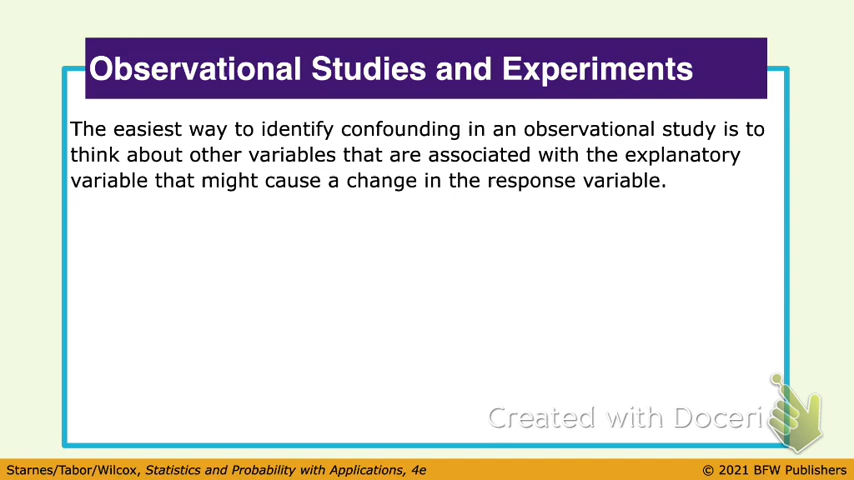 Observational Studies and Experiments
The easiest way to identify confounding in an observational study is to
think about other variables that are associated with the explanatory
variable that might cause a change in the response variable.
Created with Doceri
Starnes/Tabor/Wilcox, Statistics and Probability with Applications, 4e
© 2021 BFW Publishers